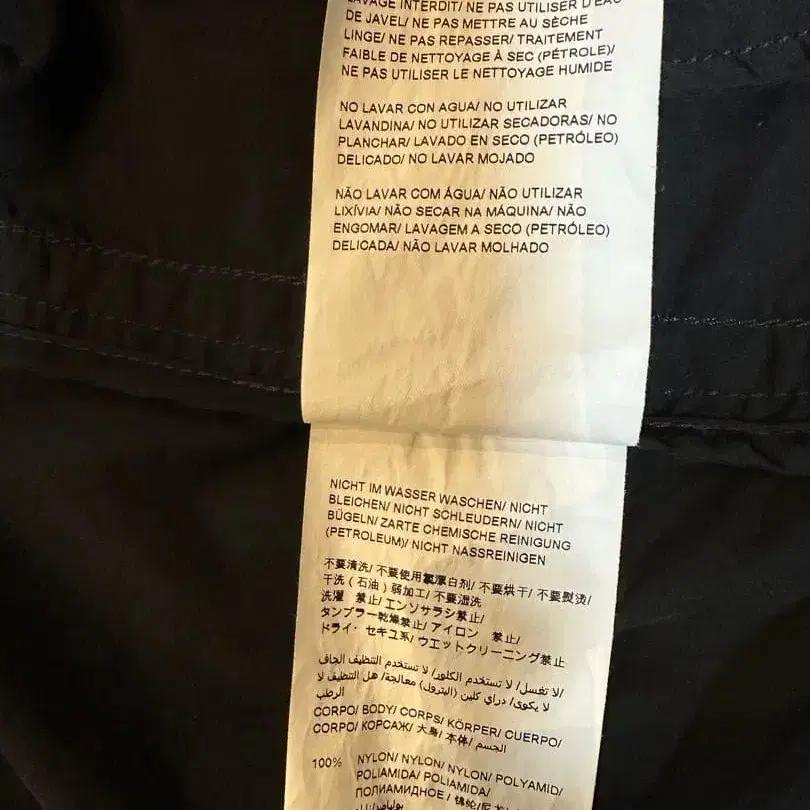 LAVAGE INTERDIT/ NE PAS UTILISER D'EAU
DE JAVEL/ NE PAS METTRE AU SÈCHE
LINGE/ NE PAS REPASSER/ TRAITEMENT
FAIBLE DE NETTOYAGE À SEC (PÉTROLE)/
NE PAS UTILISER LE NETTOYAGE HUMIDE
NO LAVAR CON AGUA/ NO UTILIZAR
LAVANDINA/ NO UTILIZAR SECADORAS/ NO
PLANCHAR/ LAVADO EN SECO (PETRÓLEO)
DELICADO/ NO LAVAR MOJADO
NÃO LAVAR COM ÁGUA/ NÃO UTILIZAR
LIXÍVIA/ NÃO SECAR NA MÁQUINA/ NÃO
ENGOMAR/ LAVAGEM A SECO (PETRÓLEO)
DELICADA/ NÃO LAVAR MOLHADO
NICHT IM WASSER WASCHEN/ NICHT
BLEICHEN/ NICHT SCHLEUDERN/ NICHT
BÜGELN/ ZARTE CHEMISCHE REINIGUNG
(PETROLEUM)/ NICHT NASSREINIGEN
不要清洗/ 不要使用氯漂白剂/ 不要烘干/ 不要熨烫/
干洗（石油）弱加工/ 不要湿洗
洗濯 禁止/ エンソサラシ禁止/
タンブラー乾燥禁止/ アイロン 禁止/
ドライ・セキユ系/ ウエットクリーニング禁止
لا تغسل/ لا تستخدم الكلور/ لا تستخدم التنظيف الجاف/
لا يكوى/ دراي كلين (البترول) معالجة/ هل التنظيف لا
الرطب
CORPO/ BODY/ CORPS/ KÖRPER/ CUERPO/
CORPO/ КОРСАЖ/ 大身/ 本体/ الجسم
100% NYLON/ NYLON/ NYLON/ POLYAMID/
POLIAMIDA/ POLIAMIDA/
ПОЛИАМИДНОЕ / 锦纶/